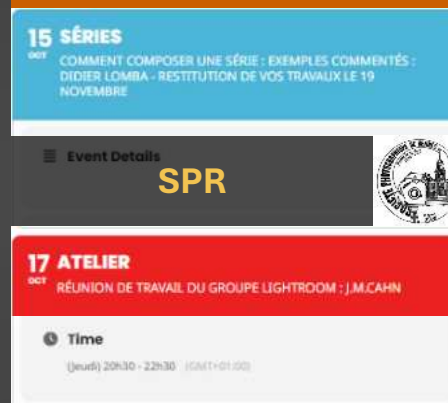 15 SÉRIES
OCT COMMENT COMPOSER UNE SÉRIE : EXEMPLES COMMENTÉS :
DIDIER LOMBA - RESTITUTION DE VOS TRAVAUX LE 19
NOVEMBRE
Event Details
SPR
17 ATELIER
OCT RÉUNION DE TRAVAIL DU GROUPE LIGHTROOM : J.M.CAHN
Time
(Jeudi) 20h30 - 22h30 (GMT+01:00)